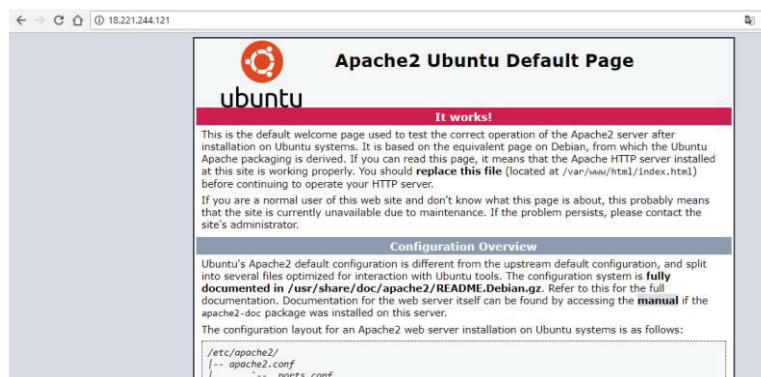 18.221.244.121
Apache2 Ubuntu Default Page
ubuntu
It works!
This is the default welcome page used to test the correct operation of the Apache2 server after
installation on Ubuntu systems. It is based on the equivalent page on Debian, from which the Ubuntu
Apache packaging is derived. If you can read this page, it means that the Apache HTTP server installed
at this site is working properly. You should replace this file (located at /var/www/html/index.html)
before continuing to operate your HTTP server.
If you are a normal user of this web site and don't know what this page is about, this probably means
that the site is currently unavailable due to maintenance. If the problem persists, please contact the
site's administrator.
Configuration Overview
Ubuntu's Apache2 default configuration is different from the upstream default configuration, and split
into several files optimized for interaction with Ubuntu tools. The configuration system is fully
documented in /usr/share/doc/apache2/README.Debian.gz. Refer to this for the full
documentation. Documentation for the web server itself can be found by accessing the manual if the
apache2-doc package was installed on this server.
The configuration layout for an Apache2 web server installation on Ubuntu systems is as follows:
/etc/apache2/
|-- apache2.conf
| `-- ports.conf